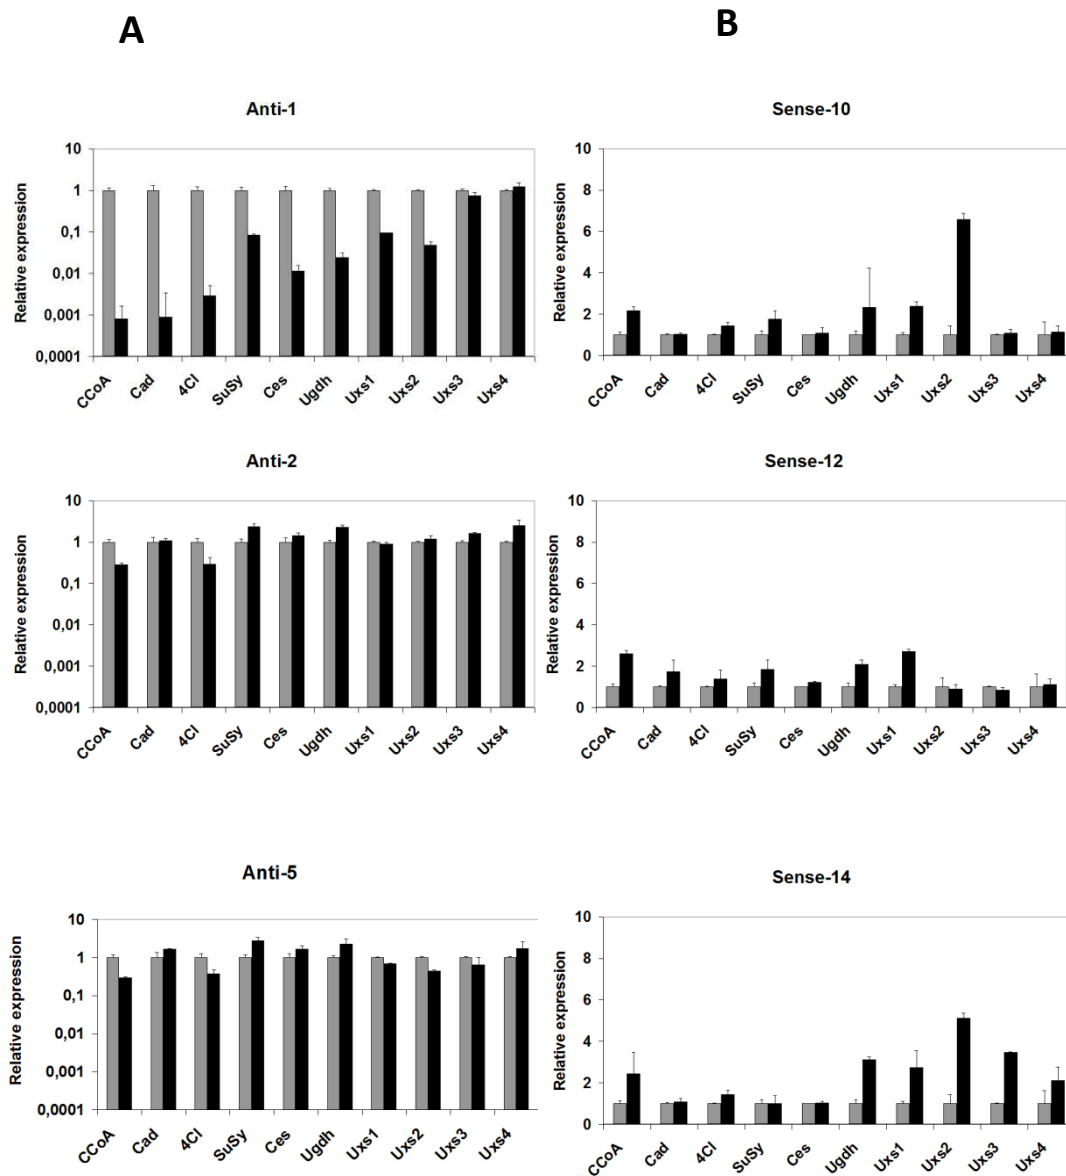 A
B
Anti-1
Relative expression
10
1
0,1
0,01
0,001
0,0001
CCoA
Cad
4Cl
SuSy
Ces
Ugdh
Uxs1
Uxs2
Uxs3
Uxs4
Sense-10
Relative expression
10
8
6
4
2
0
CCoA
Cad
4Cl
SuSy
Ces
Ugdh
Uxs1
Uxs2
Uxs3
Uxs4
Anti-2
Relative expression
10
1
0,1
0,01
0,001
0,0001
CCoA
Cad
4Cl
SuSy
Ces
Ugdh
Uxs1
Uxs2
Uxs3
Uxs4
Sense-12
Relative expression
10
8
6
4
2
0
CCoA
Cad
4Cl
SuSy
Ces
Ugdh
Uxs1
Uxs2
Uxs3
Uxs4
Anti-5
Relative expression
10
1
0,1
0,01
0,001
0,0001
CCoA
Cad
4Cl
SuSy
Ces
Ugdh
Uxs1
Uxs2
Uxs3
Uxs4
Sense-14
Relative expression
10
8
6
4
2
0
CCoA
Cad
4Cl
SuSy
Ces
Ugdh
Uxs1
Uxs2
Uxs3
Uxs4